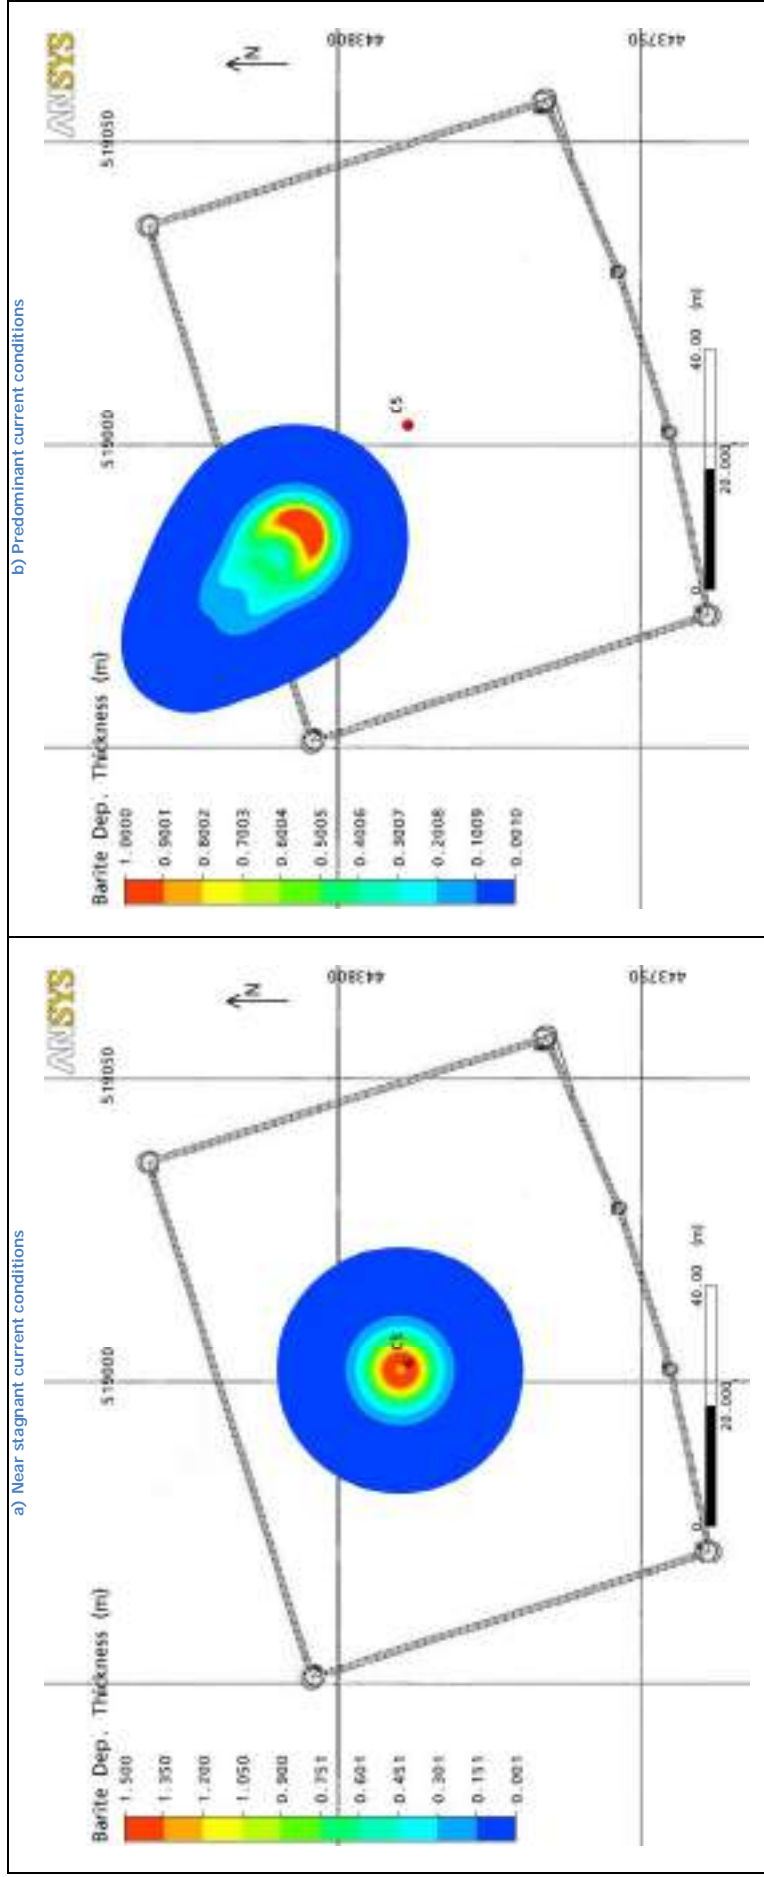 a) Near stagnant current conditions
ANSYS
Barite Dep. Thickness (m)
1.500
1.350
1.200
1.050
0.900
0.751
0.601
0.451
0.301
0.151
0.001
519000
519050
N
443800
443750
C5
0
20.000
40.00 (m)
b) Predominant current conditions
ANSYS
Barite Dep. Thickness (m)
1.0000
0.9001
0.8002
0.7003
0.6004
0.5005
0.4006
0.3007
0.2008
0.1009
0.0010
519000
519050
N
443800
443750
C5
0
20.000
40.00 (m)